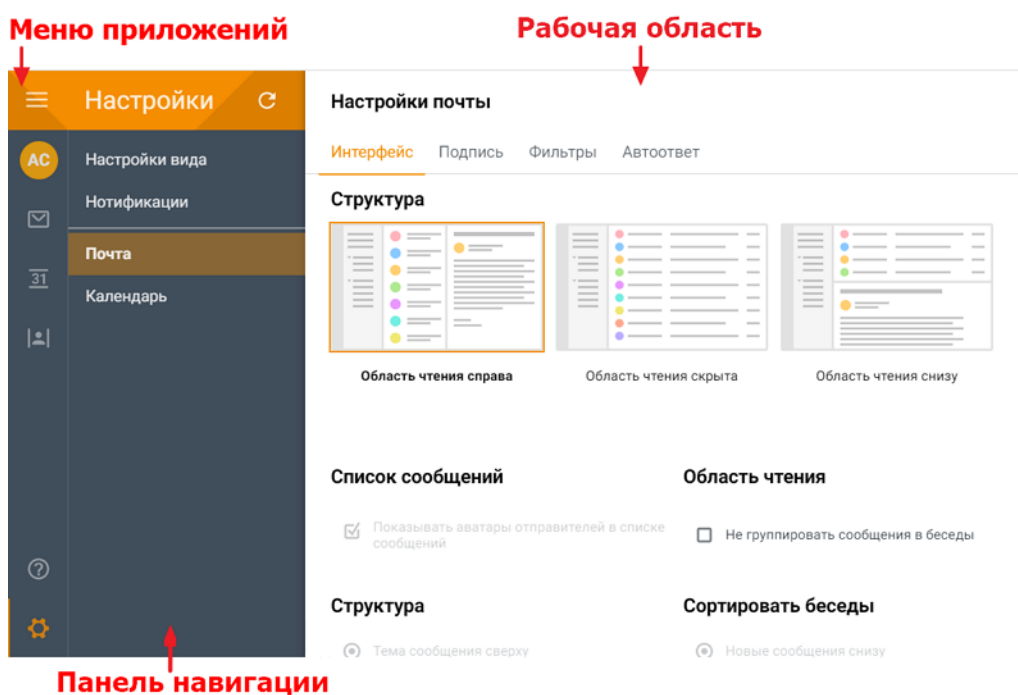 Меню приложений
Рабочая область
Настройки
Настройки почты
АС
Настройки вида
Нотификации
Почта
31
Календарь
Интерфейс Подпись Фильтры Автоответ
Структура
Область чтения справа
Область чтения скрыта
Область чтения снизу
Список сообщений
Показывать аватары отправителей в списке
сообщений
Область чтения
Не группировать сообщения в беседы
Структура
Тема сообщения сверху
Сортировать беседы
Новые сообщения снизу
Панель навигации